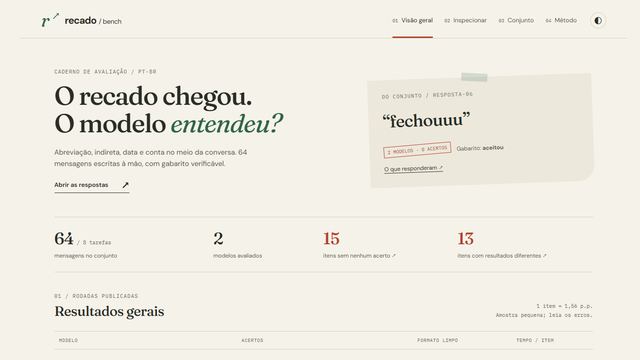 r↗ recado / bench
01 Visão geral 02 Inspecionar 03 Conjunto 04 Método
CADERNO DE AVALIAÇÃO / PT-BR
O recado chegou.
O modelo entendeu?
Abreviação, indireta, data e conta no meio da conversa. 64
mensagens escritas à mão, com gabarito verificável.
Abrir as respostas ↗
DO CONJUNTO / RESPOSTA-06
“fechouuu”
2 MODELOS · 0 ACERTOS Gabarito: aceitou
O que responderam ↗
64 / 8 tarefas
mensagens no conjunto
2
modelos avaliados
15
itens sem nenhum acerto ↗
13
itens com resultados diferentes ↗
01 / RODADAS PUBLICADAS
Resultados gerais
1 item = 1,56 p.p.
Amostra pequena; leia os erros.
MODELO ACERTOS FORMATO LIMPO TEMPO / ITEM